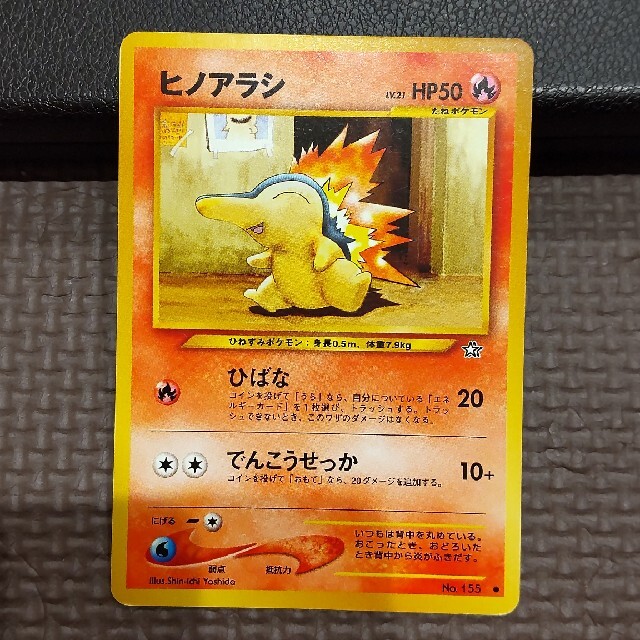 ヒノアラシ
LV.21 HP50
たねポケモン
ひねずみポケモン：身長0.5m、体重7.9kg
ひばな
20
コインを投げて「うら」なら、自分についている「エネ
ルギーカード」を1枚選び、トラッシュする。トラッ
シュできないとき、このワザのダメージはなくなる。
でんこうせっか
10+
コインを投げて「おもて」なら、20ダメージを追加する。
にげる
弱点 抵抗力
いつもは背中を丸めている。
おこったとき、おどろいた
とき背中から炎がふきだす。
Illus.Shin-ichi Yoshida
No.155